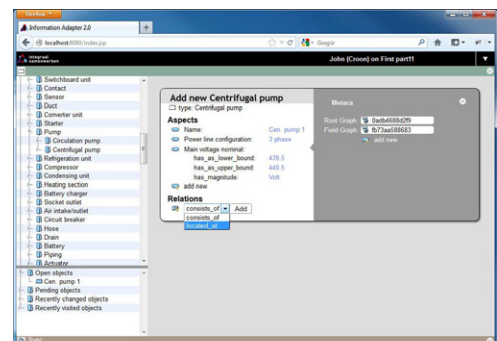 Firefox
Information Adapter 2.0
localhost:8080/index.jsp
Google
integraal
samenwerken
John (Croon) on First part11
Switchboard unit
Contact
Sensor
Duct
Converter unit
Starter
Pump
Circulation pump
Centrifugal pump
Refrigeration unit
Compressor
Condensing unit
Heating section
Battery charger
Socket outlet
Air intake/outlet
Circuit breaker
Hose
Drain
Battery
Piping
Actuator
Open objects
Cen. pump 1
Pending objects
Recently changed objects
Recently visited objects
Sync
Add new Centrifugal pump
type: Centrifugal pump
Aspects
Name: Cen. pump 1
Power line configuration: 3 phase
Main voltage nominal:
has_as_lower_bound: 439.5
has_as_upper_bound: 440.5
has_magnitude: Volt
add new
Relations
consists_of Add
consists_of
located_at
Metaca
Root Graph: 0adb4688d2f9
Field Graph: fb73aa588683
add new